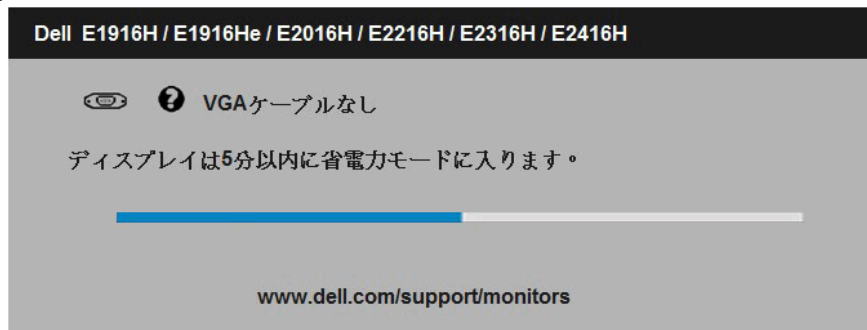 Dell E1916H / E1916He / E2016H / E2216H / E2316H / E2416H
VGAケーブルなし
ディスプレイは5分以内に省電力モードに入ります。
www.dell.com/support/monitors